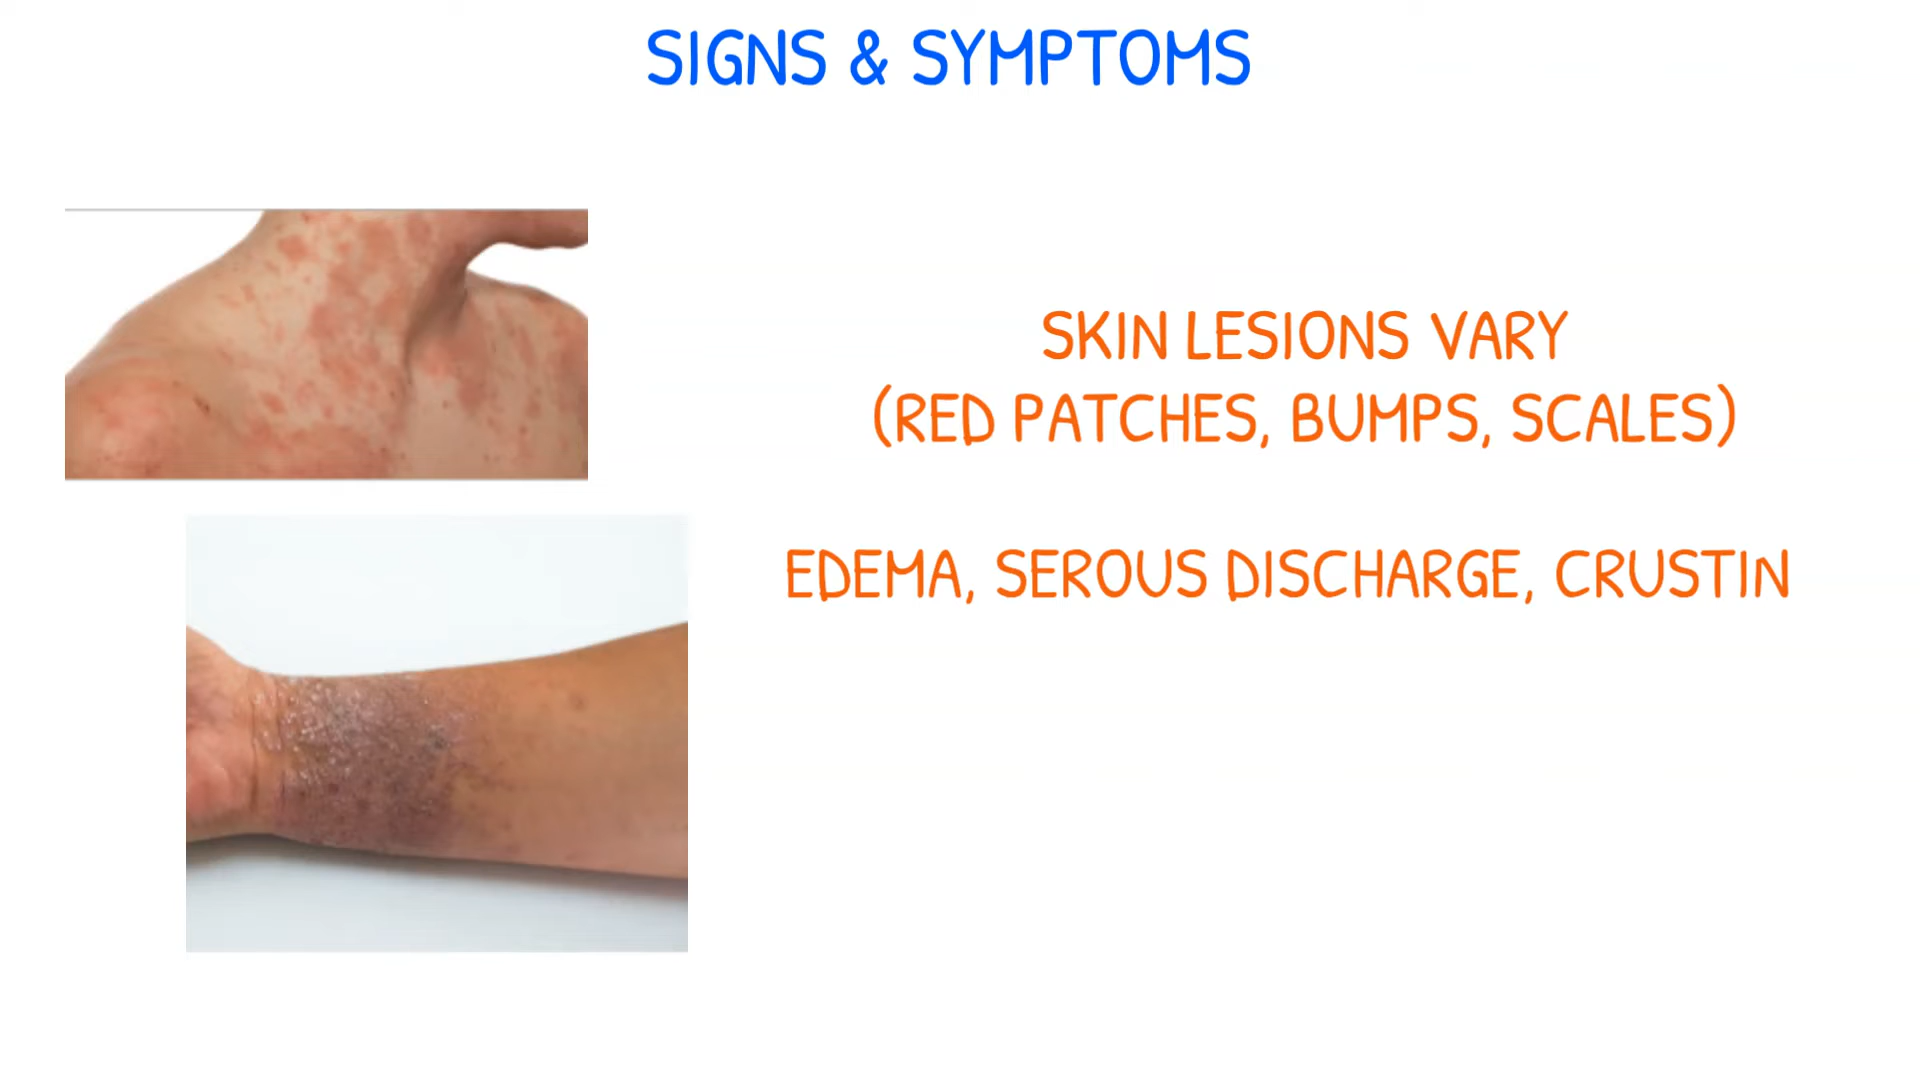 SIGNS & SYMPTOMS
SKIN LESIONS VARY
(RED PATCHES, BUMPS, SCALES)
EDEMA, SEROUS DISCHARGE, CRUSTIN